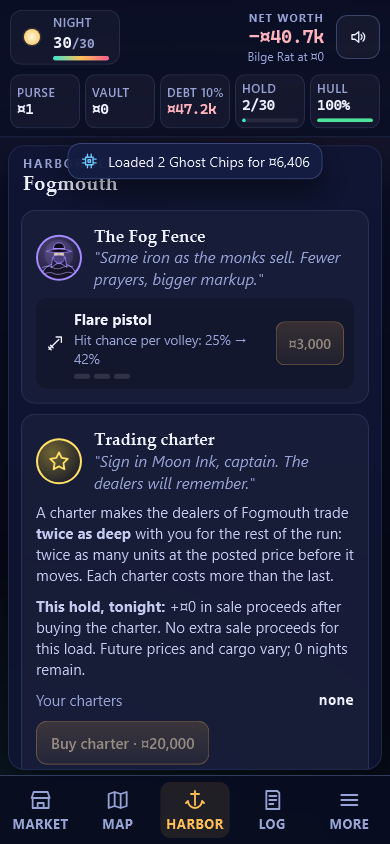 NIGHT
30/30
NET WORTH
−¤40.7k
Bilge Rat at ¤0
PURSE
¤1
VAULT
¤0
DEBT 10%
¤47.2k
HOLD
2/30
HULL
100%
HARBO
Loaded 2 Ghost Chips for ¤6,406
Fogmouth
The Fog Fence
"Same iron as the monks sell. Fewer
prayers, bigger markup."
Flare pistol
Hit chance per volley: 25% →
42%
¤3,000
Trading charter
"Sign in Moon Ink, captain. The
dealers will remember."
A charter makes the dealers of Fogmouth trade
twice as deep with you for the rest of the run:
twice as many units at the posted price before it
moves. Each charter costs more than the last.
This hold, tonight: +¤0 in sale proceeds after
buying the charter. No extra sale proceeds for
this load. Future prices and cargo vary; 0 nights
remain.
Your charters
none
Buy charter · ¤20,000
MARKET
MAP
HARBOR
LOG
MORE